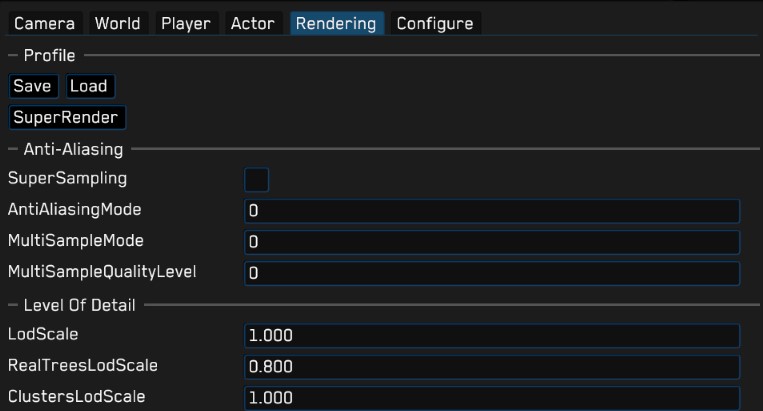 Camera World Player Actor Rendering Configure
Profile
Save Load
SuperRender
Anti-Aliasing
SuperSampling
AntiAliasingMode 0
MultiSampleMode 0
MultiSampleQualityLevel 0
Level Of Detail
LodScale 1.000
RealTreesLodScale 0.800
ClustersLodScale 1.000